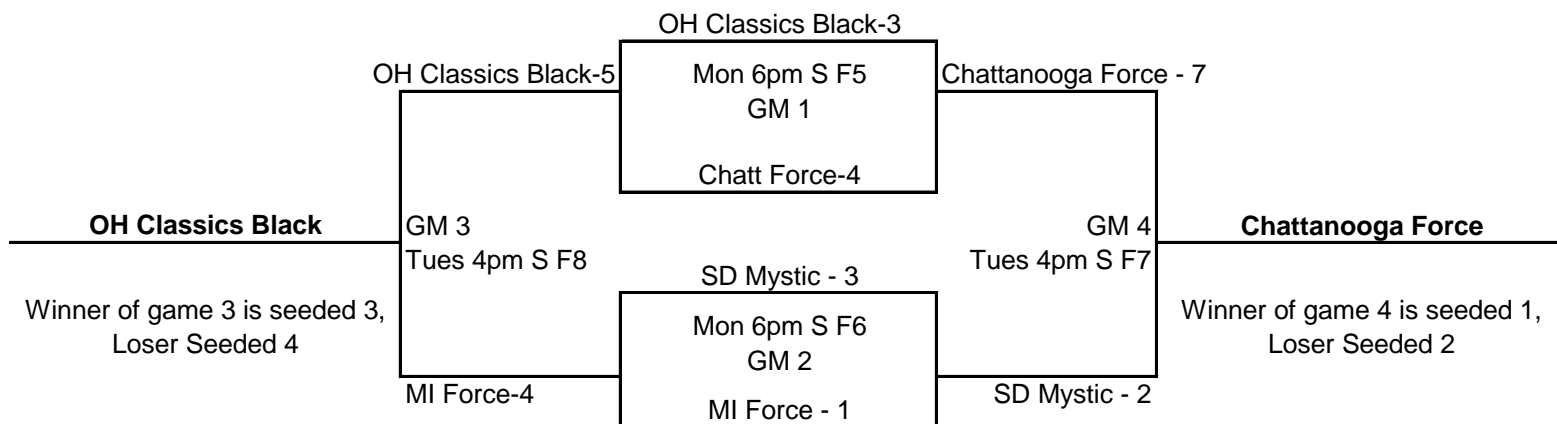 OH Classics Black-3
OH Classics Black-5
Mon 6pm S F5
Chattanooga Force - 7
GM 1
Chatt Force-4
OH Classics Black
GM 3
GM 4
Chattanooga Force
Tues 4pm S F8
Tues 4pm S F7
SD Mystic - 3
Winner of game 3 is seeded 3,
Loser Seeded 4
Mon 6pm S F6
GM 2
Winner of game 4 is seeded 1,
Loser Seeded 2
MI Force-4
MI Force - 1
SD Mystic - 2